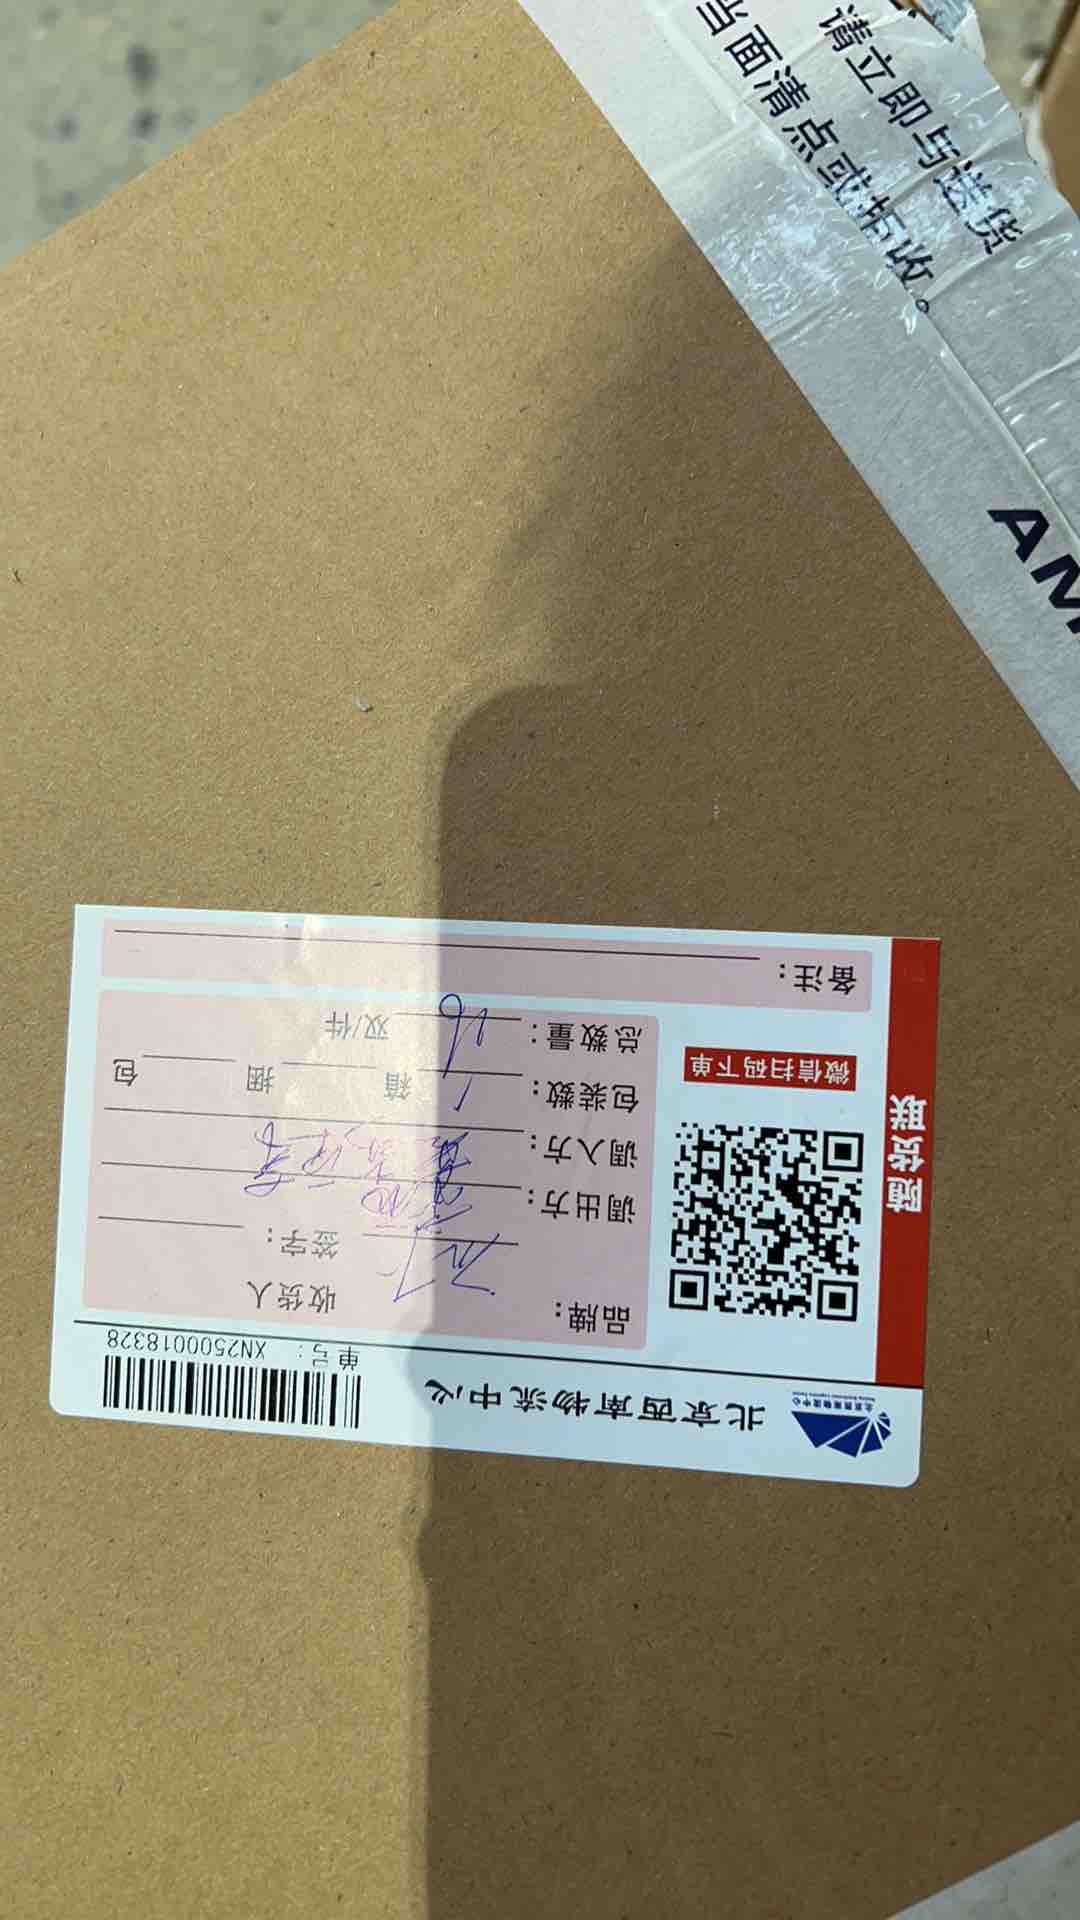 请立即与送货
当面清点或拒收。
AM
北京西南物流中心
单号: XN2500018328
随货联
微信扫码下单
品牌:
收货人
签字:
调出方:
调入方:
包装数: 1 箱 捆 包
总数量: 26 双/件
备注: